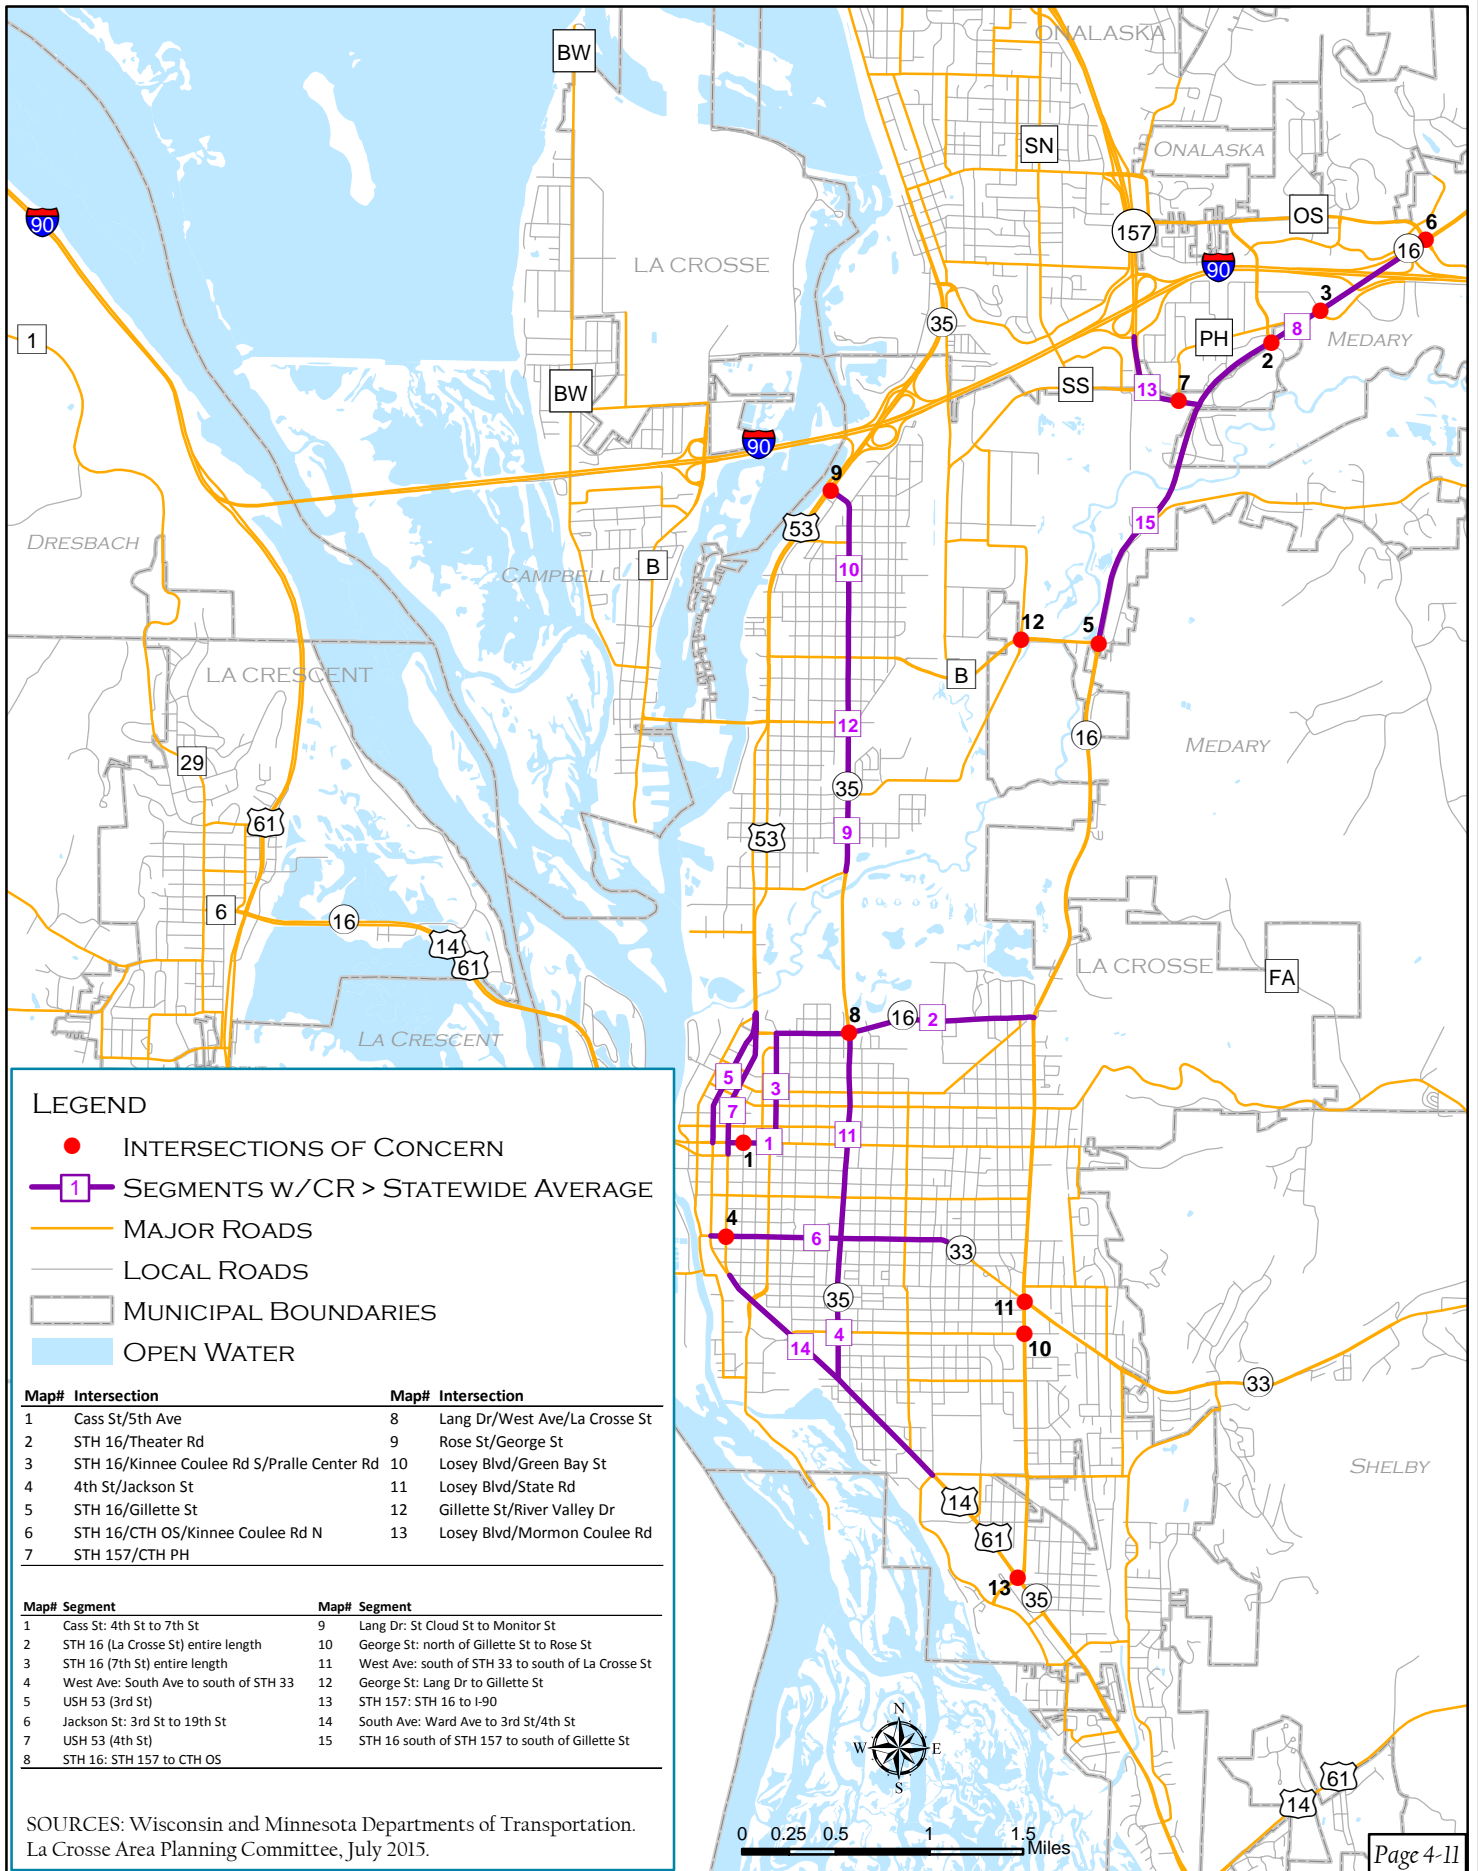 ONALASKA
BW
SN
ONALASKA
OS
6
157
16
90
90
LA CROSSE
3
35
8
MEDARY
PH
2
1
SS
13
7
BW
90
9
53
15
DRESBACH
10
CAMPBELL
B
12
5
LA CRESCENT
B
12
16
MEDARY
29
35
61
53
9
6
16
14
61
LA CROSSE
FA
8
16
2
LA CRESCENT
5
3
7
11
1
1
4
6
33
35
11
4
10
14
33
SHELBY
14
61
13
35
61
14
LEGEND
INTERSECTIONS OF CONCERN
1 SEGMENTS W/CR > STATEWIDE AVERAGE
MAJOR ROADS
LOCAL ROADS
MUNICIPAL BOUNDARIES
OPEN WATER
Map# Intersection Map# Intersection
1 Cass St/5th Ave 8 Lang Dr/West Ave/La Crosse St
2 STH 16/Theater Rd 9 Rose St/George St
3 STH 16/Kinnee Coulee Rd S/Pralle Center Rd 10 Losey Blvd/Green Bay St
4 4th St/Jackson St 11 Losey Blvd/State Rd
5 STH 16/Gillette St 12 Gillette St/River Valley Dr
6 STH 16/CTH OS/Kinnee Coulee Rd N 13 Losey Blvd/Mormon Coulee Rd
7 STH 157/CTH PH
Map# Segment Map# Segment
1 Cass St: 4th St to 7th St 9 Lang Dr: St Cloud St to Monitor St
2 STH 16 (La Crosse St) entire length 10 George St: north of Gillette St to Rose St
3 STH 16 (7th St) entire length 11 West Ave: south of STH 33 to south of La Crosse St
4 West Ave: South Ave to south of STH 33 12 George St: Lang Dr to Gillette St
5 USH 53 (3rd St) 13 STH 157: STH 16 to I-90
6 Jackson St: 3rd St to 19th St 14 South Ave: Ward Ave to 3rd St/4th St
7 USH 53 (4th St) 15 STH 16 south of STH 157 to south of Gillette St
8 STH 16: STH 157 to CTH OS
SOURCES: Wisconsin and Minnesota Departments of Transportation.
La Crosse Area Planning Committee, July 2015.
N
W E
S
0 0.25 0.5 1 1.5
Miles
Page 4-11